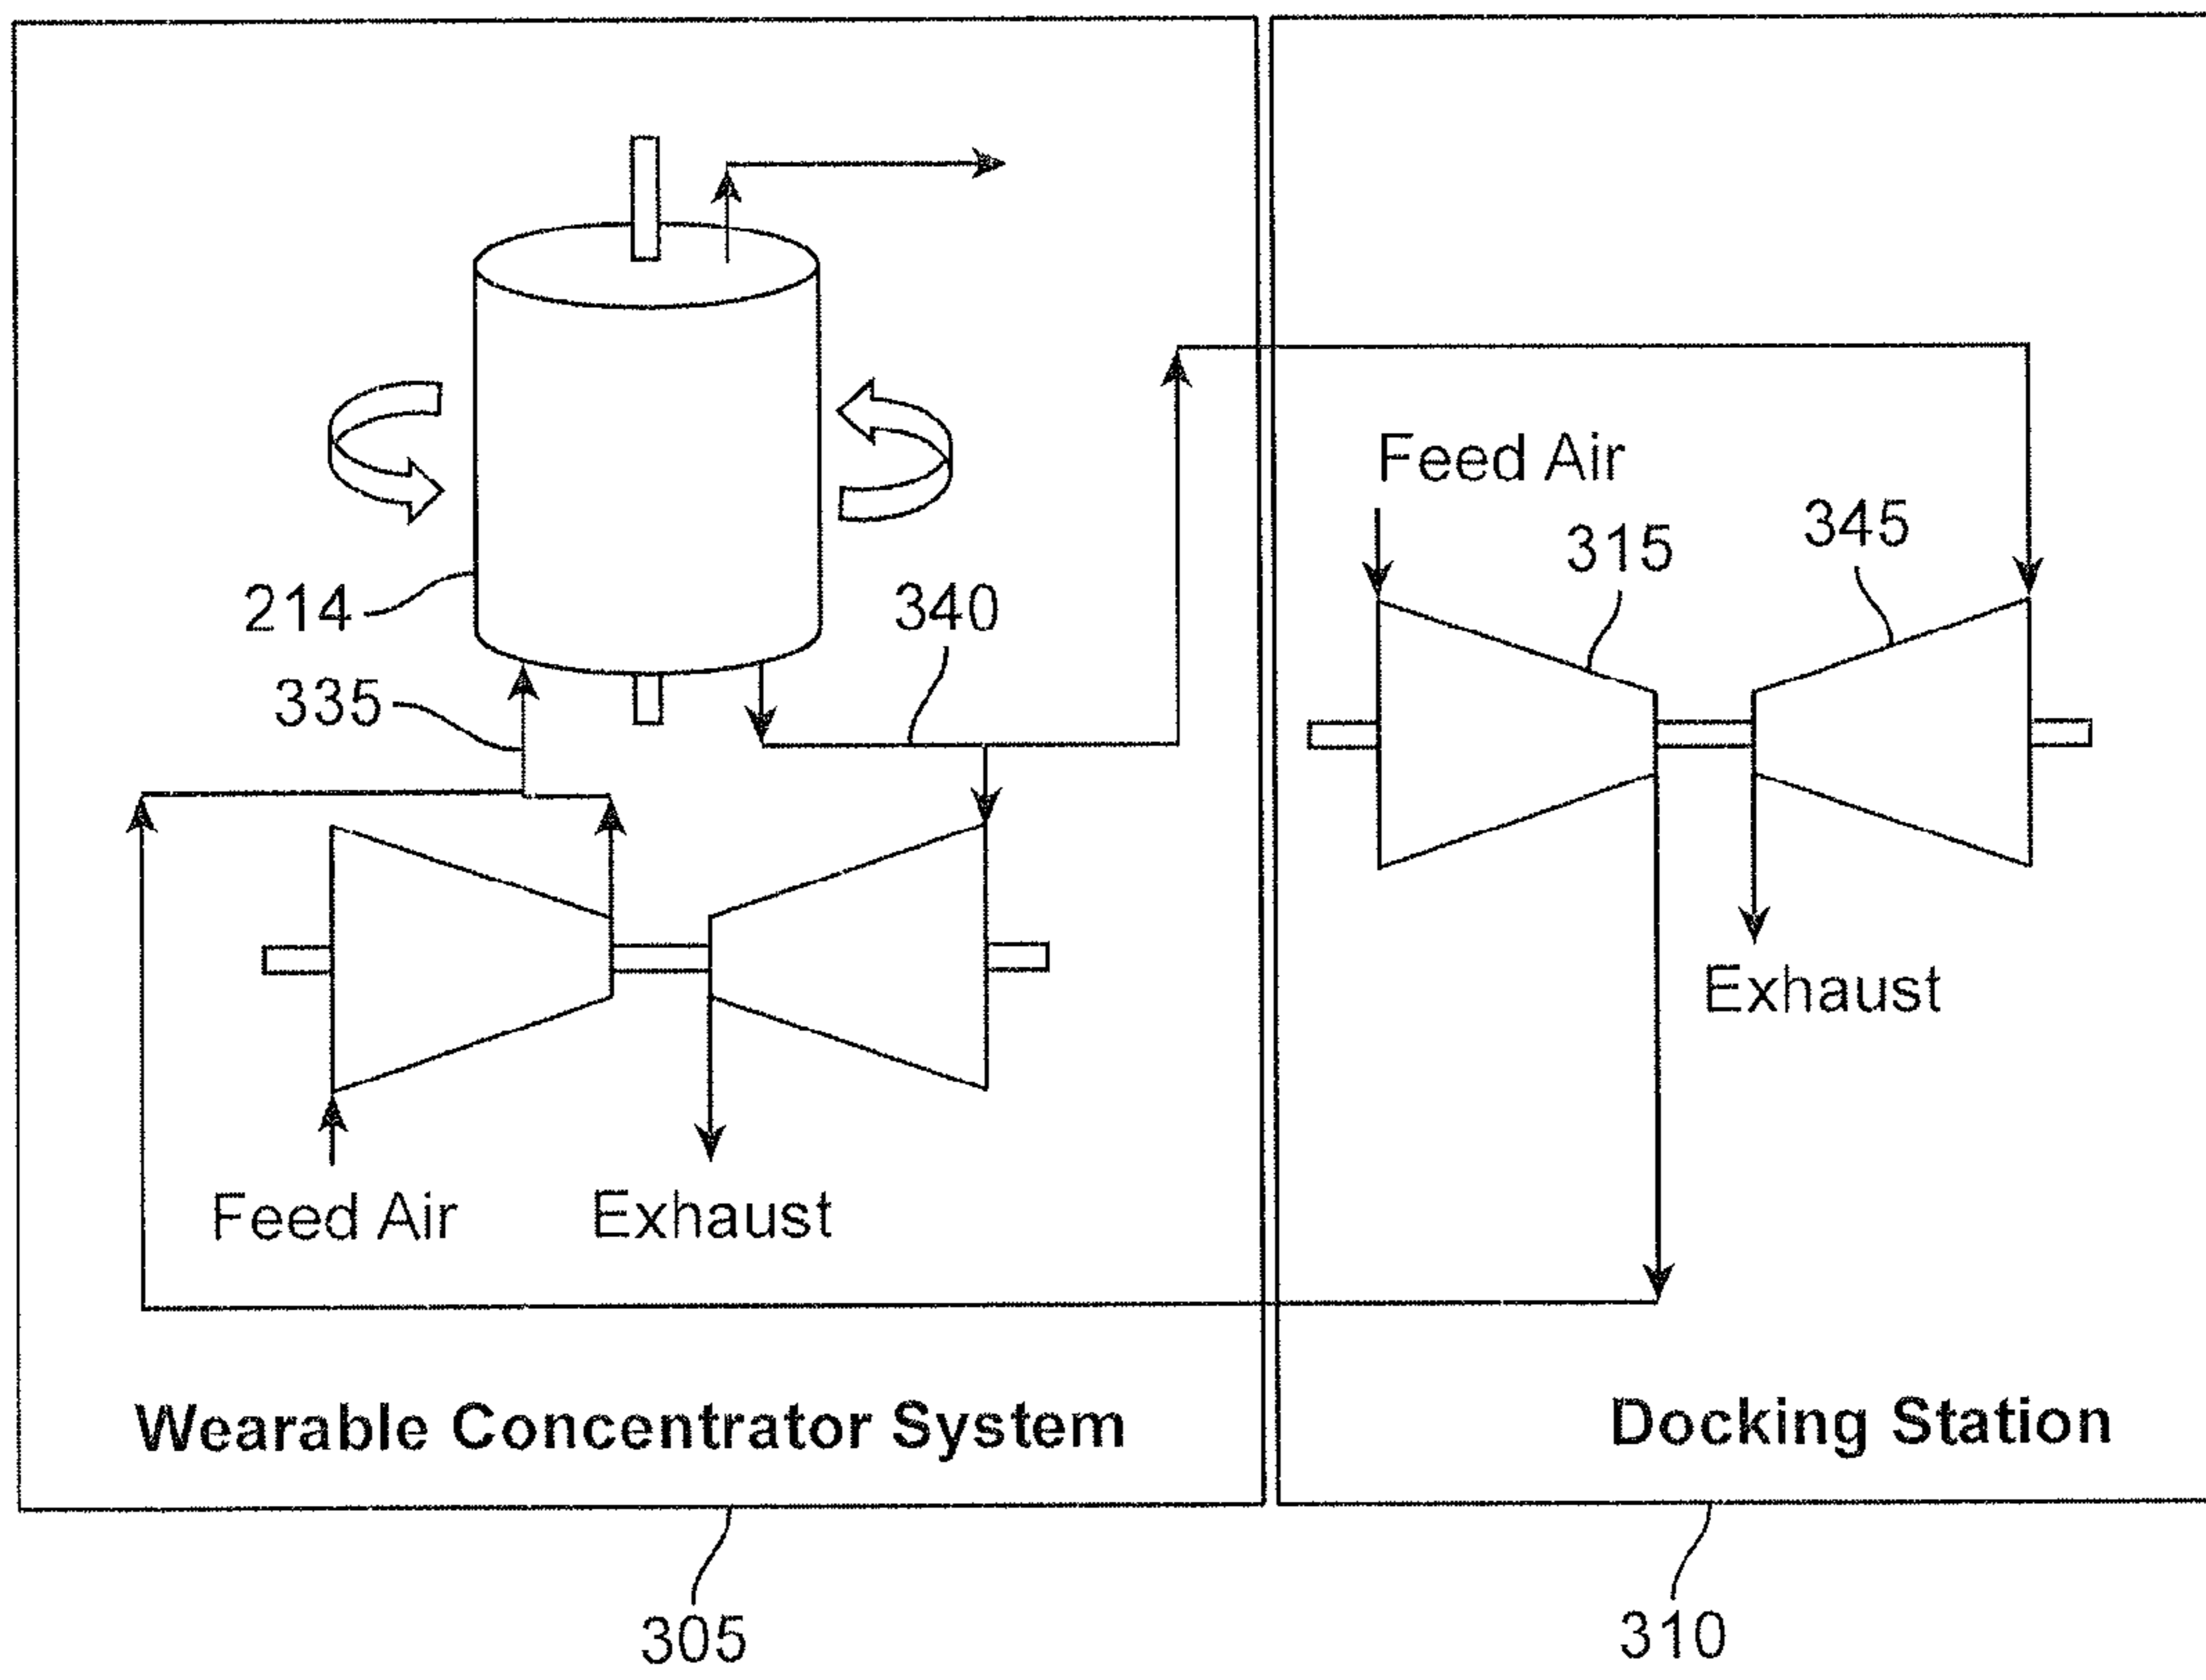 Feed Air
315
345
214
340
335
Feed Air
Exhaust
Exhaust
Wearable Concentrator System
Docking Station
305
310